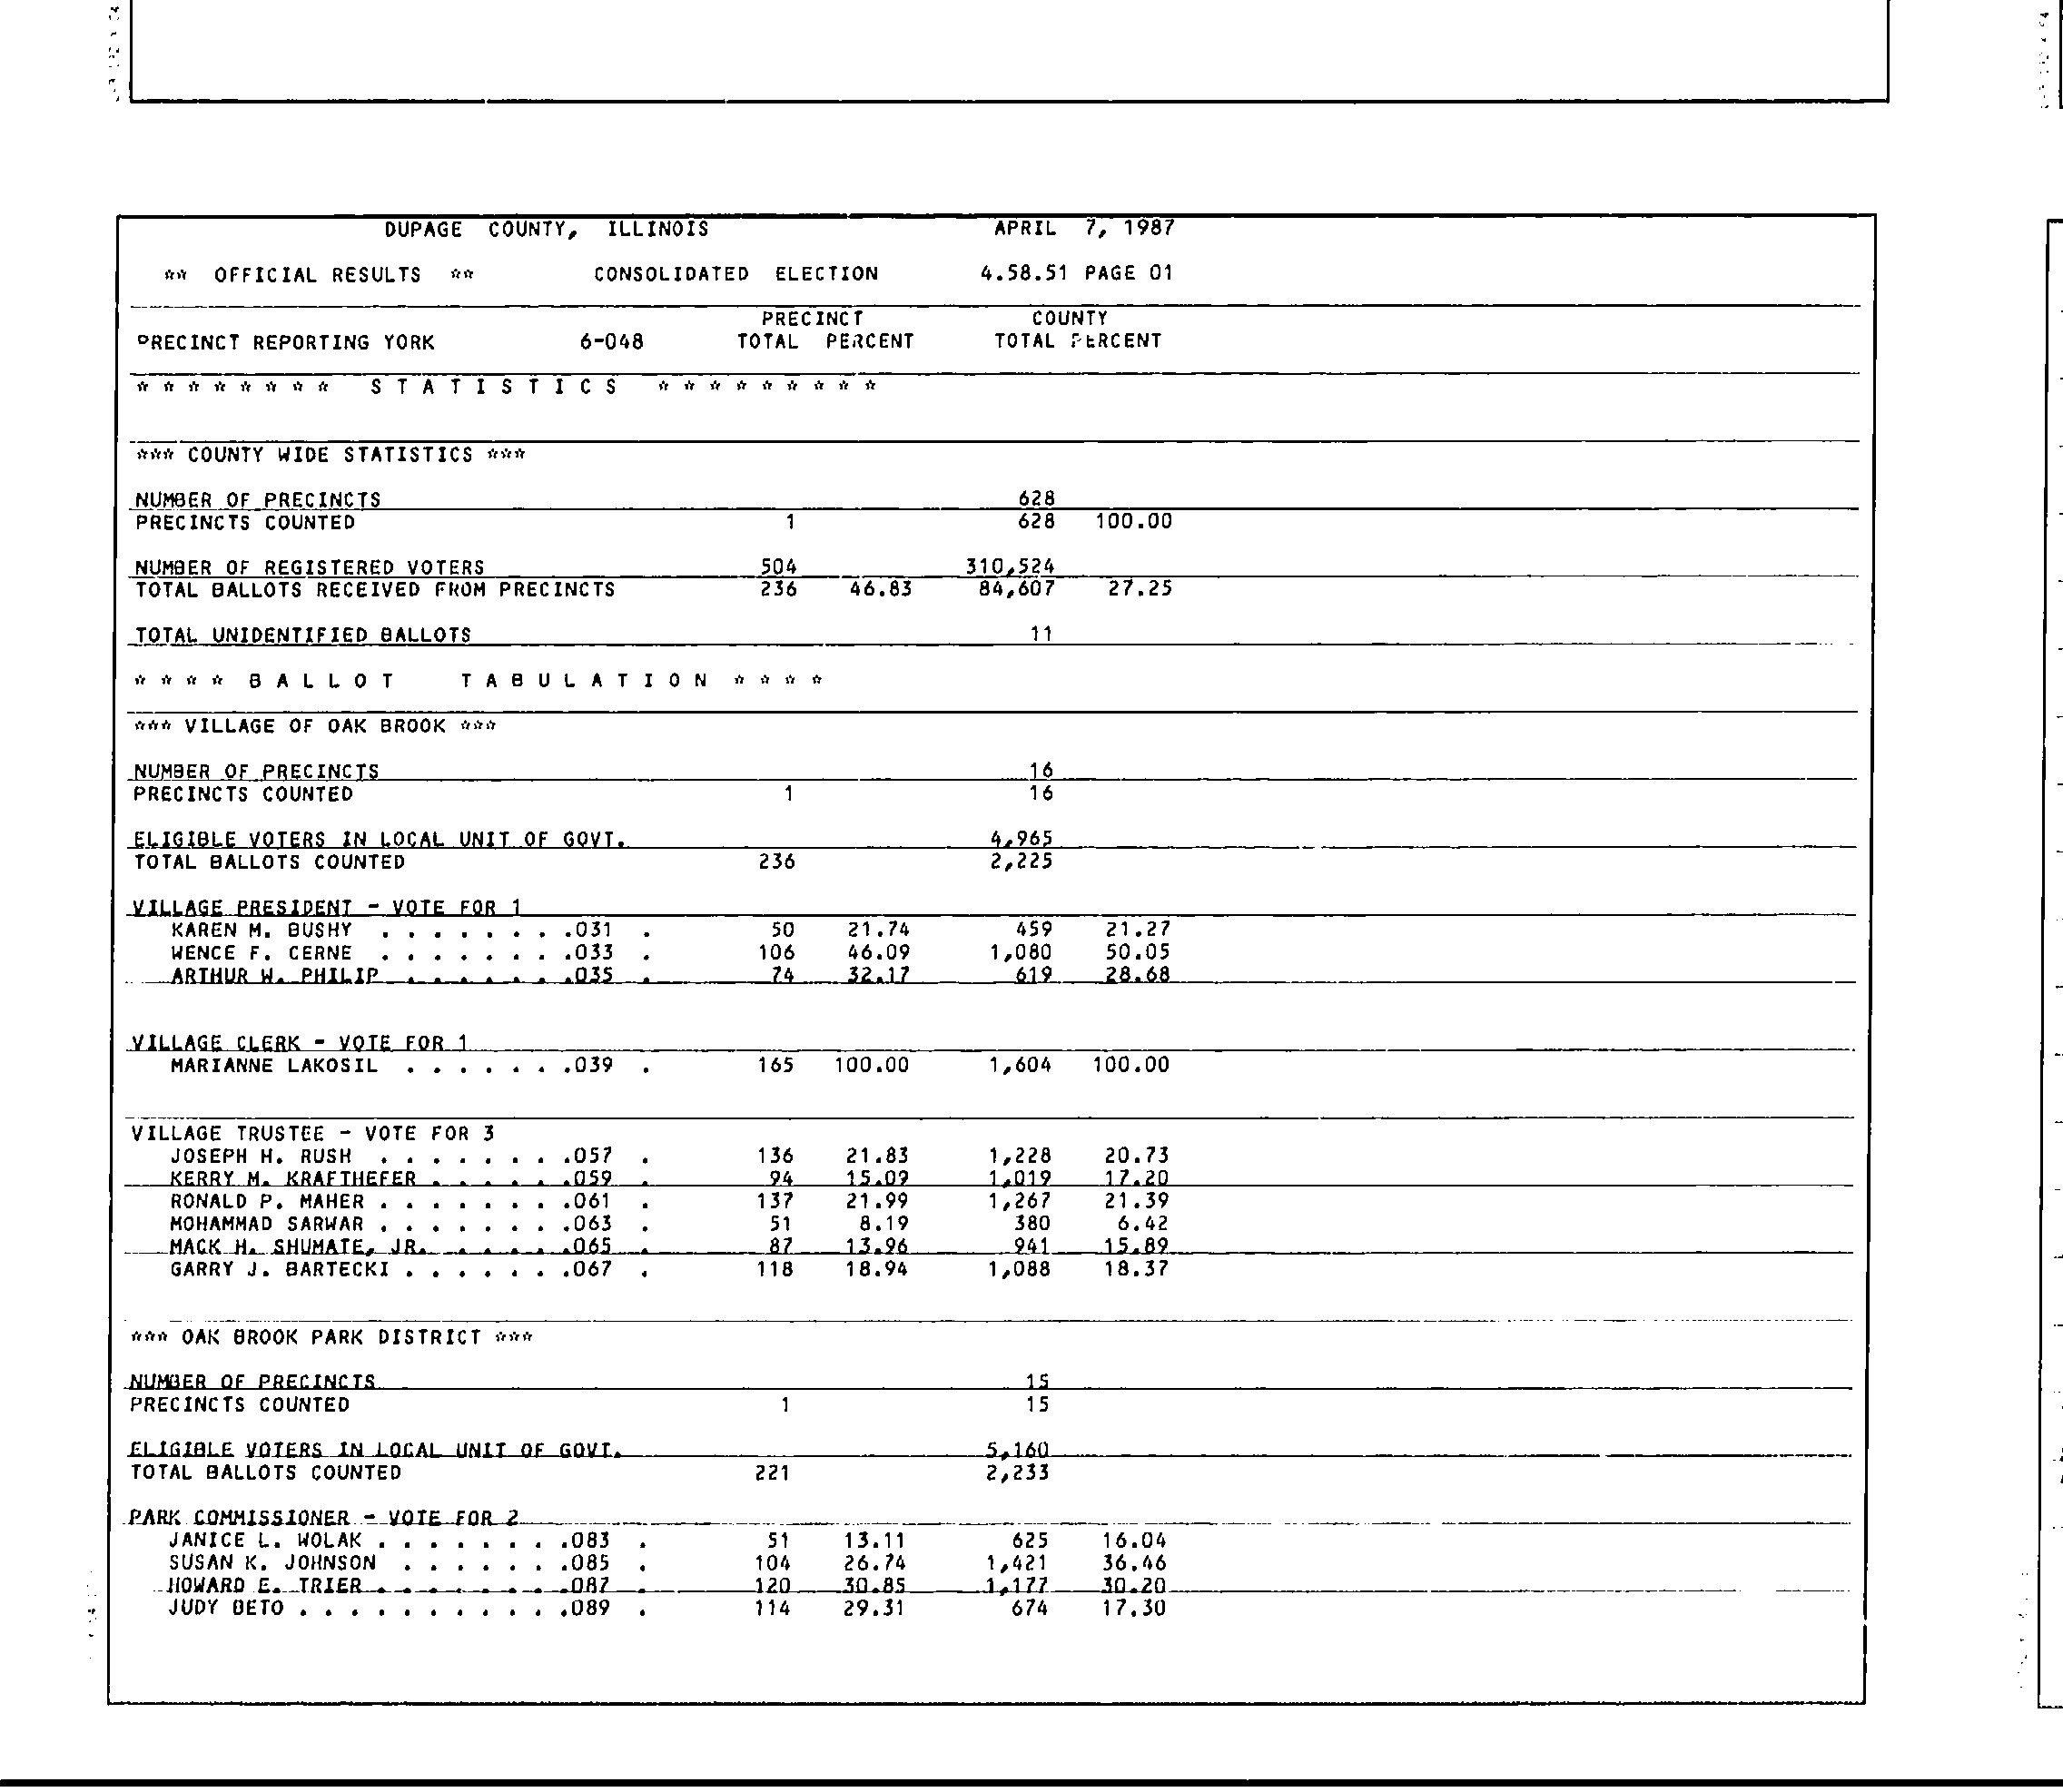 DUPAGE COUNTY, ILLINOIS APRIL 7, 1987
** OFFICIAL RESULTS ** CONSOLIDATED ELECTION 4.58.51 PAGE 01
PRECINCT COUNTY
PRECINCT REPORTING YORK 6-048 TOTAL PERCENT TOTAL PERCENT
* * * * * * * * S T A T I S T I C S * * * * * * * * *
*** COUNTY WIDE STATISTICS ***
NUMBER OF PRECINCTS 628
PRECINCTS COUNTED 1 628 100.00
NUMBER OF REGISTERED VOTERS 504 310,524
TOTAL BALLOTS RECEIVED FROM PRECINCTS 236 46.83 84,607 27.25
TOTAL UNIDENTIFIED BALLOTS 11
* * * * B A L L O T T A B U L A T I O N * * * *
*** VILLAGE OF OAK BROOK ***
NUMBER OF PRECINCTS 16
PRECINCTS COUNTED 1 16
ELIGIBLE VOTERS IN LOCAL UNIT OF GOVT. 4,965
TOTAL BALLOTS COUNTED 236 2,225
VILLAGE PRESIDENT - VOTE FOR 1
KAREN M. BUSHY . . . . . . . .031 . 50 21.74 459 21.27
WENCE F. CERNE . . . . . . . .033 . 106 46.09 1,080 50.05
ARTHUR W. PHILIP . . . . . . .035 . 74 32.17 619 28.68
VILLAGE CLERK - VOTE FOR 1
MARIANNE LAKOSIL . . . . . . .039 . 165 100.00 1,604 100.00
VILLAGE TRUSTEE - VOTE FOR 3
JOSEPH H. RUSH . . . . . . . .057 . 136 21.83 1,228 20.73
KERRY M. KRAFTHEFER . . . . . .059 . 94 15.09 1,019 17.20
RONALD P. MAHER . . . . . . . .061 . 137 21.99 1,267 21.39
MOHAMMAD SARWAR . . . . . . . .063 . 51 8.19 380 6.42
MACK H. SHUMATE, JR. . . . . . .065 . 87 13.96 941 15.89
GARRY J. BARTECKI . . . . . . .067 . 118 18.94 1,088 18.37
*** OAK BROOK PARK DISTRICT ***
NUMBER OF PRECINCTS 15
PRECINCTS COUNTED 1 15
ELIGIBLE VOTERS IN LOCAL UNIT OF GOVT. 5,160
TOTAL BALLOTS COUNTED 221 2,233
PARK COMMISSIONER - VOTE FOR 2
JANICE L. WOLAK . . . . . . . .083 . 51 13.11 625 16.04
SUSAN K. JOHNSON . . . . . . .085 . 104 26.74 1,421 36.46
HOWARD E. TRIER . . . . . . . .087 . 120 30.85 1,177 30.20
JUDY BETO . . . . . . . . . . .089 . 114 29.31 674 17.30